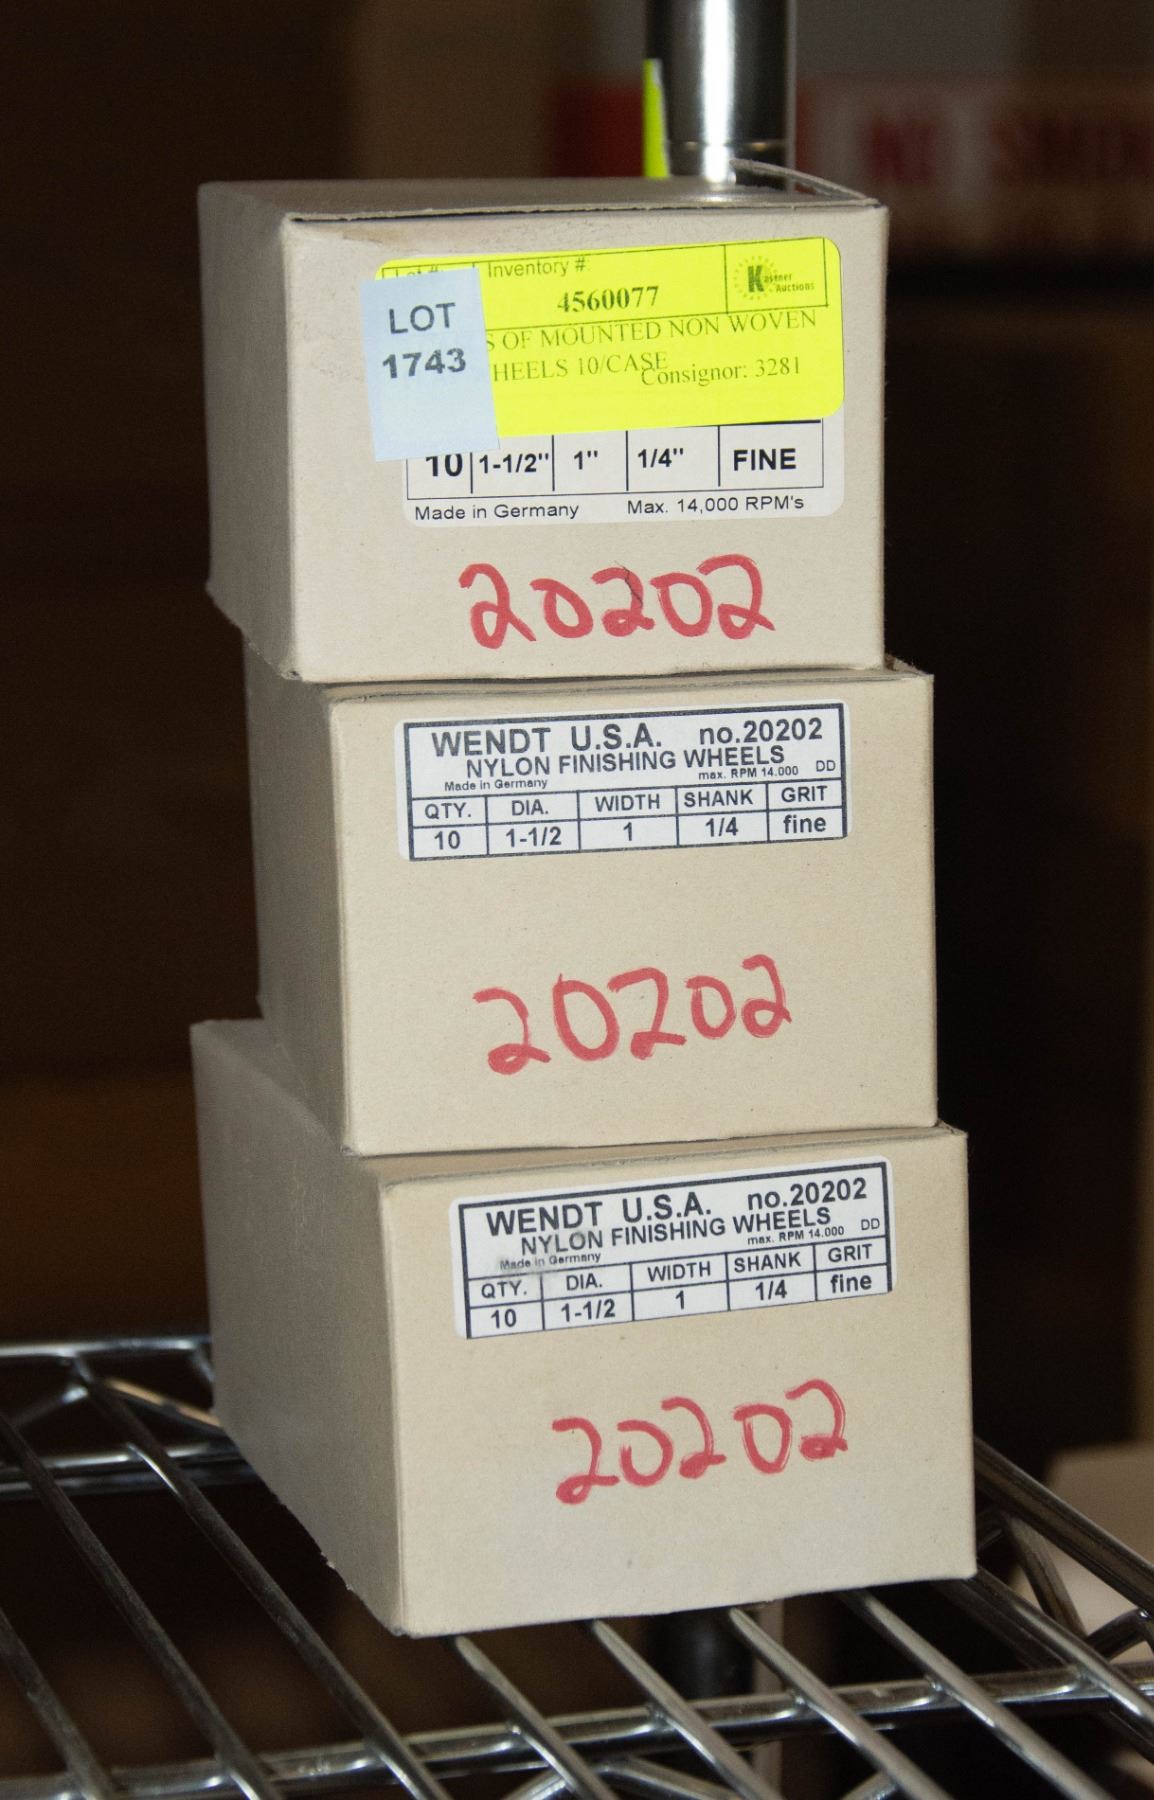 Inventory #:
Kastner
Auctions
4560077
LOT
1743
OF MOUNTED NON WOVEN
HEELS 10/CASE
Consignor: 3281
10 1-1/2" 1" 1/4" FINE
Made in Germany Max. 14,000 RPM's
20202
WENDT U.S.A. no.20202
NYLON FINISHING WHEELS
Made in Germany max. RPM 14.000 DD
QTY. DIA. WIDTH SHANK GRIT
10 1-1/2 1 1/4 fine
20202
WENDT U.S.A. no.20202
NYLON FINISHING WHEELS
Made in Germany max. RPM 14.000 DD
QTY. DIA. WIDTH SHANK GRIT
10 1-1/2 1 1/4 fine
20202